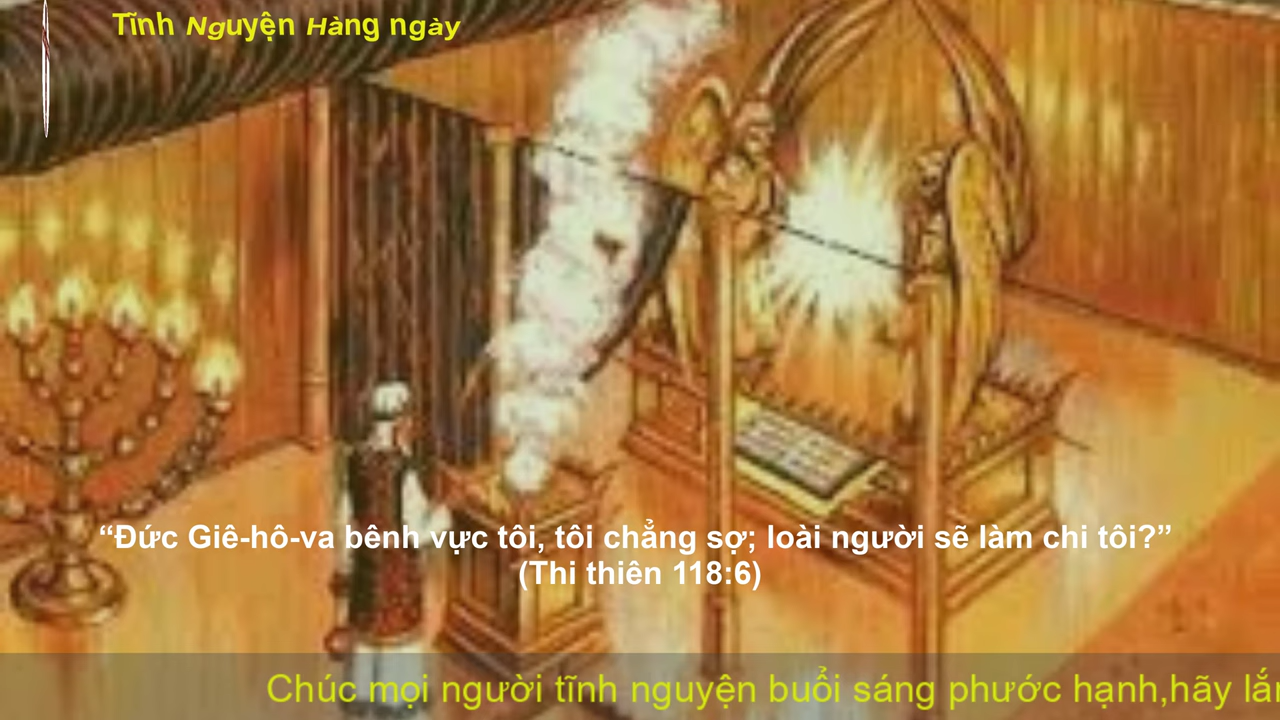 Tĩnh Nguyện Hàng ngày
“Đức Giê-hô-va bênh vực tôi, tôi chẳng sợ; loài người sẽ làm chi tôi?”
(Thi thiên 118:6)
Chúc mọi người tĩnh nguyện buổi sáng phước hạnh,hãy